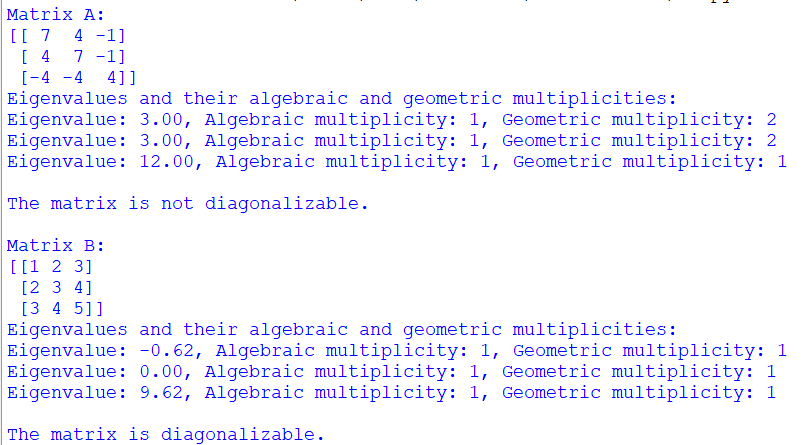 Matrix A:
[[ 7  4 -1]
 [ 4  7 -1]
 [-4 -4  4]]
Eigenvalues and their algebraic and geometric multiplicities:
Eigenvalue: 3.00, Algebraic multiplicity: 1, Geometric multiplicity: 2
Eigenvalue: 3.00, Algebraic multiplicity: 1, Geometric multiplicity: 2
Eigenvalue: 12.00, Algebraic multiplicity: 1, Geometric multiplicity: 1
The matrix is not diagonalizable.
Matrix B:
[[1 2 3]
 [2 3 4]
 [3 4 5]]
Eigenvalues and their algebraic and geometric multiplicities:
Eigenvalue: -0.62, Algebraic multiplicity: 1, Geometric multiplicity: 1
Eigenvalue: 0.00, Algebraic multiplicity: 1, Geometric multiplicity: 1
Eigenvalue: 9.62, Algebraic multiplicity: 1, Geometric multiplicity: 1
The matrix is diagonalizable.